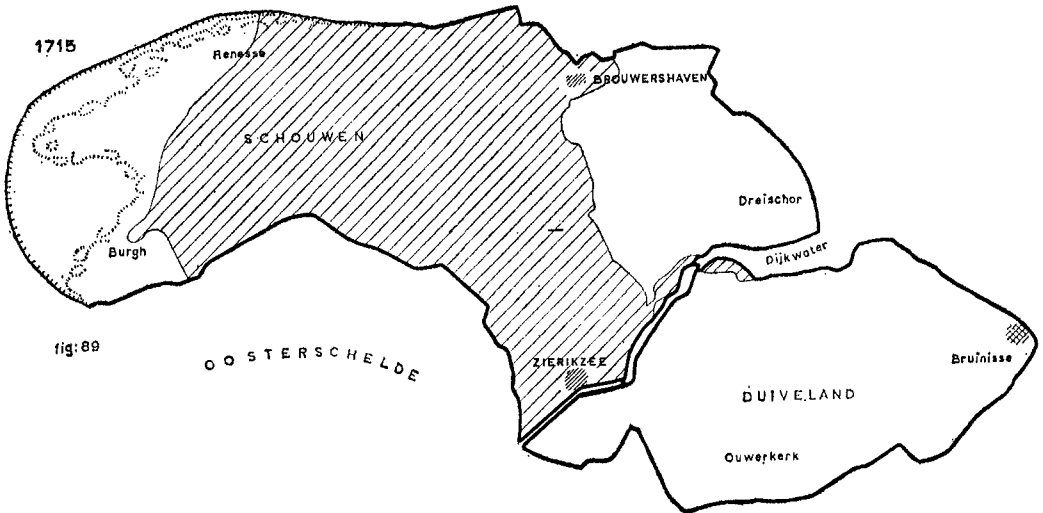 1715
Renesse
BROUWERSHAVEN
SCHOUWEN
Dreischor
Burgh
Dijkwater
fig: 89
OOSTERSCHELDE
ZIERIKZEE
Bruinisse
DUIVELAND
Ouwerkerk